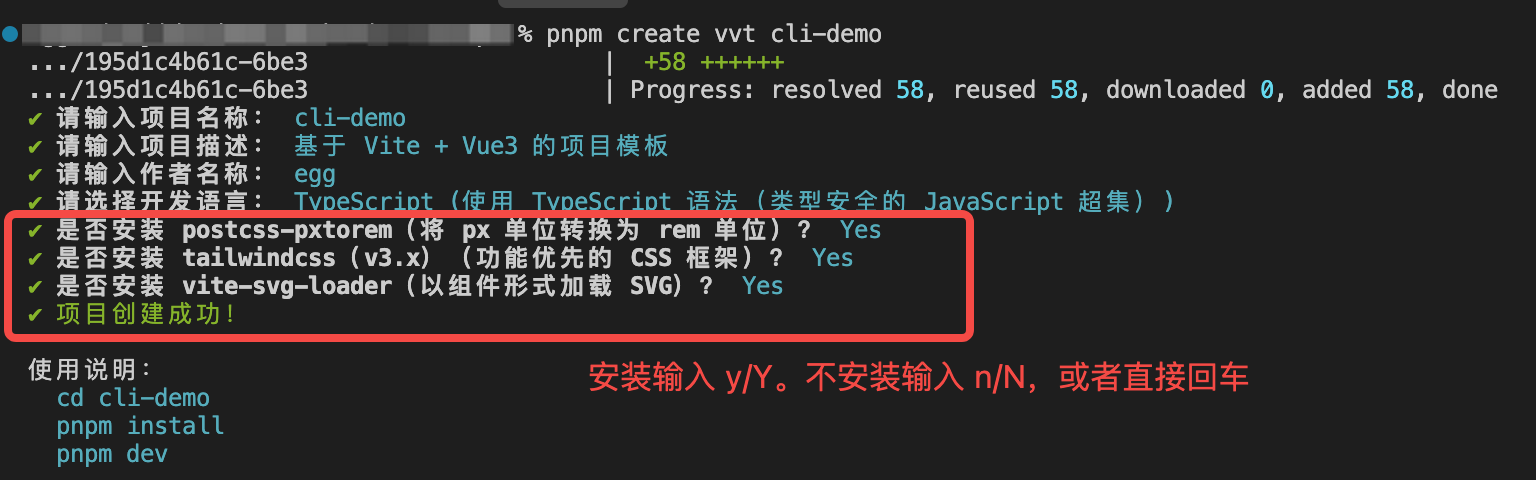 % pnpm create vvt cli-demo
.../195d1c4b61c-6be3 | +58 ++++++
.../195d1c4b61c-6be3 | Progress: resolved 58, reused 58, downloaded 0, added 58, done
✔ 请输入项目名称： cli-demo
✔ 请输入项目描述： 基于 Vite + Vue3 的项目模板
✔ 请输入作者名称： egg
✔ 请选择开发语言： TypeScript (使用 TypeScript 语法 (类型安全的 JavaScript 超集) )
✔ 是否安装 postcss-pxtorem (将 px 单位转换为 rem 单位) ？ Yes
✔ 是否安装 tailwindcss (v3.x) (功能优先的 CSS 框架) ？ Yes
✔ 是否安装 vite-svg-loader (以组件形式加载 SVG) ？ Yes
✔ 项目创建成功！
使用说明：
安装输入 y/Y。不安装输入 n/N，或者直接回车
cd cli-demo
pnpm install
pnpm dev